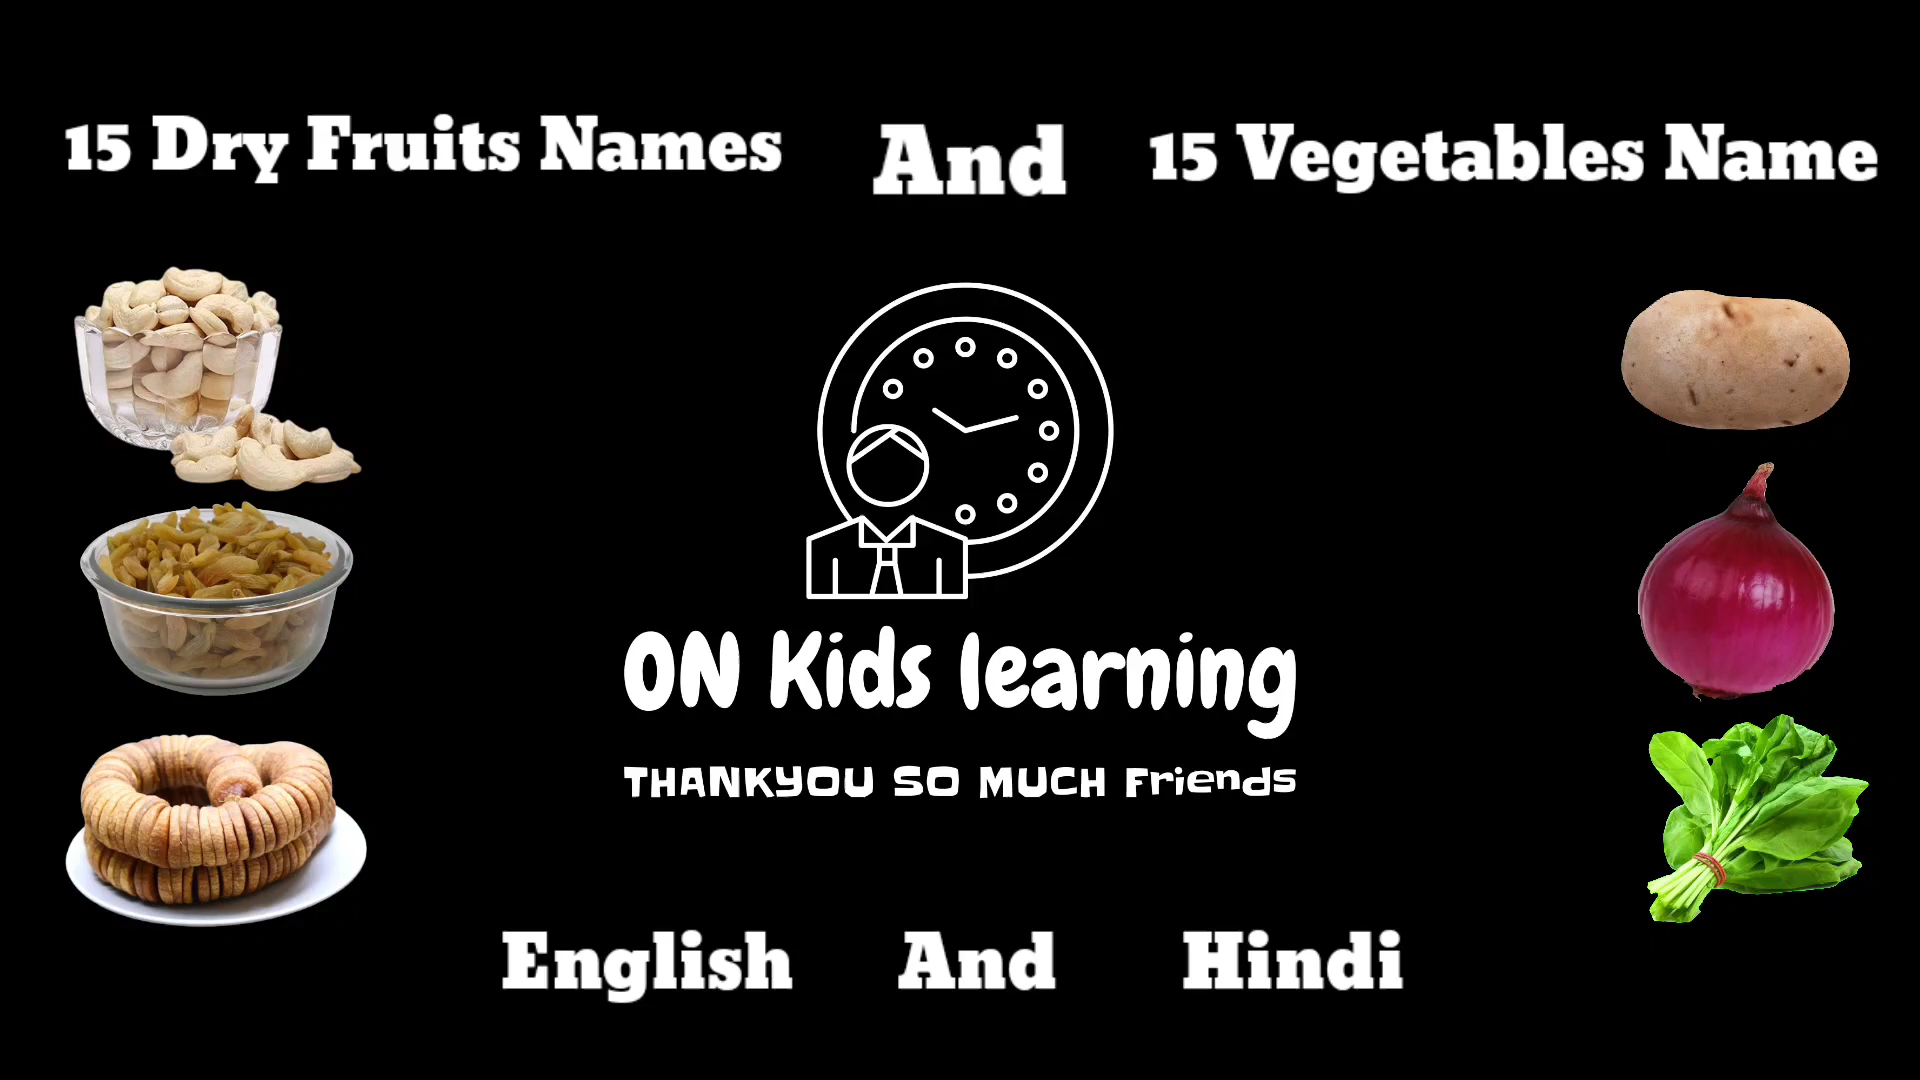 15 Dry Fruits Names And 15 Vegetables Name
ON Kids learning
THANKYOU SO MUCH Friends
English And Hindi